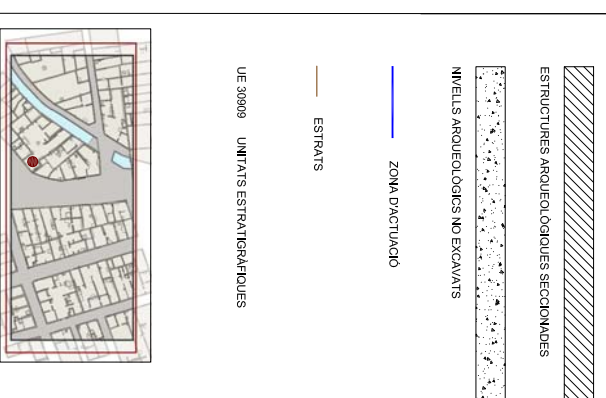 ESTRUCTURES ARQUEOLÒGIQUES SECCIONADES
NIVELLS ARQUEOLÒGICS NO EXCAVATS
ZONA D'ACTUACIÓ
ESTRATS
UE 30909 UNITATS ESTRATIGRÀFIQUES